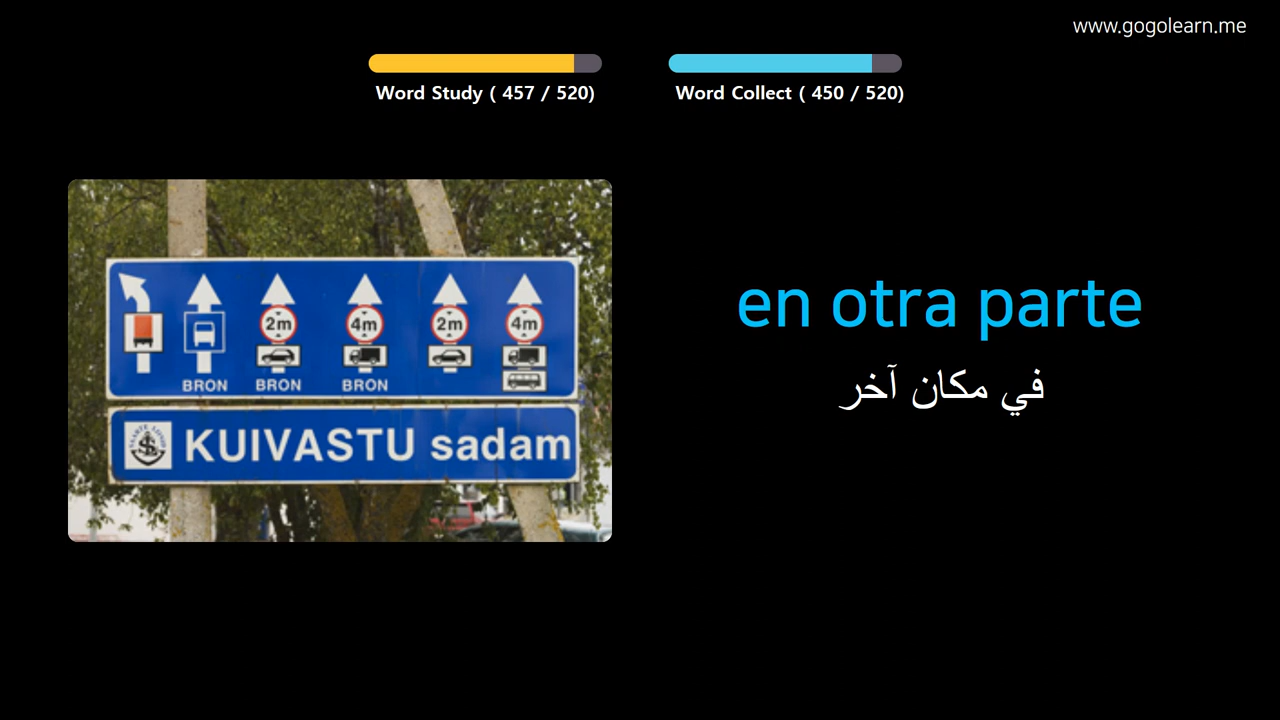 www.gogolearn.me
Word Study ( 457 / 520)
Word Collect ( 450 / 520)
2m
4m
2m
4m
BRON
BRON
BRON
KUIVASTU sadam
en otra parte
في مكان آخر